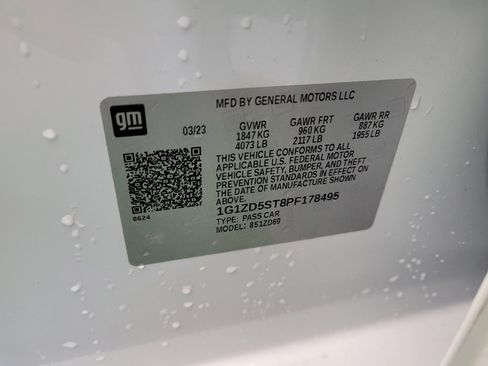 MFD BY GENERAL MOTORS LLC
gm
03/23 GVWR GAWR FRT GAWR RR
1847 KG 960 KG 887 KG
4073 LB 2117 LB 1955 LB
THIS VEHICLE CONFORMS TO ALL
APPLICABLE U.S. FEDERAL MOTOR
VEHICLE SAFETY, BUMPER, AND THEFT
PREVENTION STANDARDS IN EFFECT ON
THE DATE OF MANUFACTURE SHOWN
ABOVE.
1G1ZD5ST8PF178495
8624
TYPE: PASS CAR
MODEL: 851ZD69